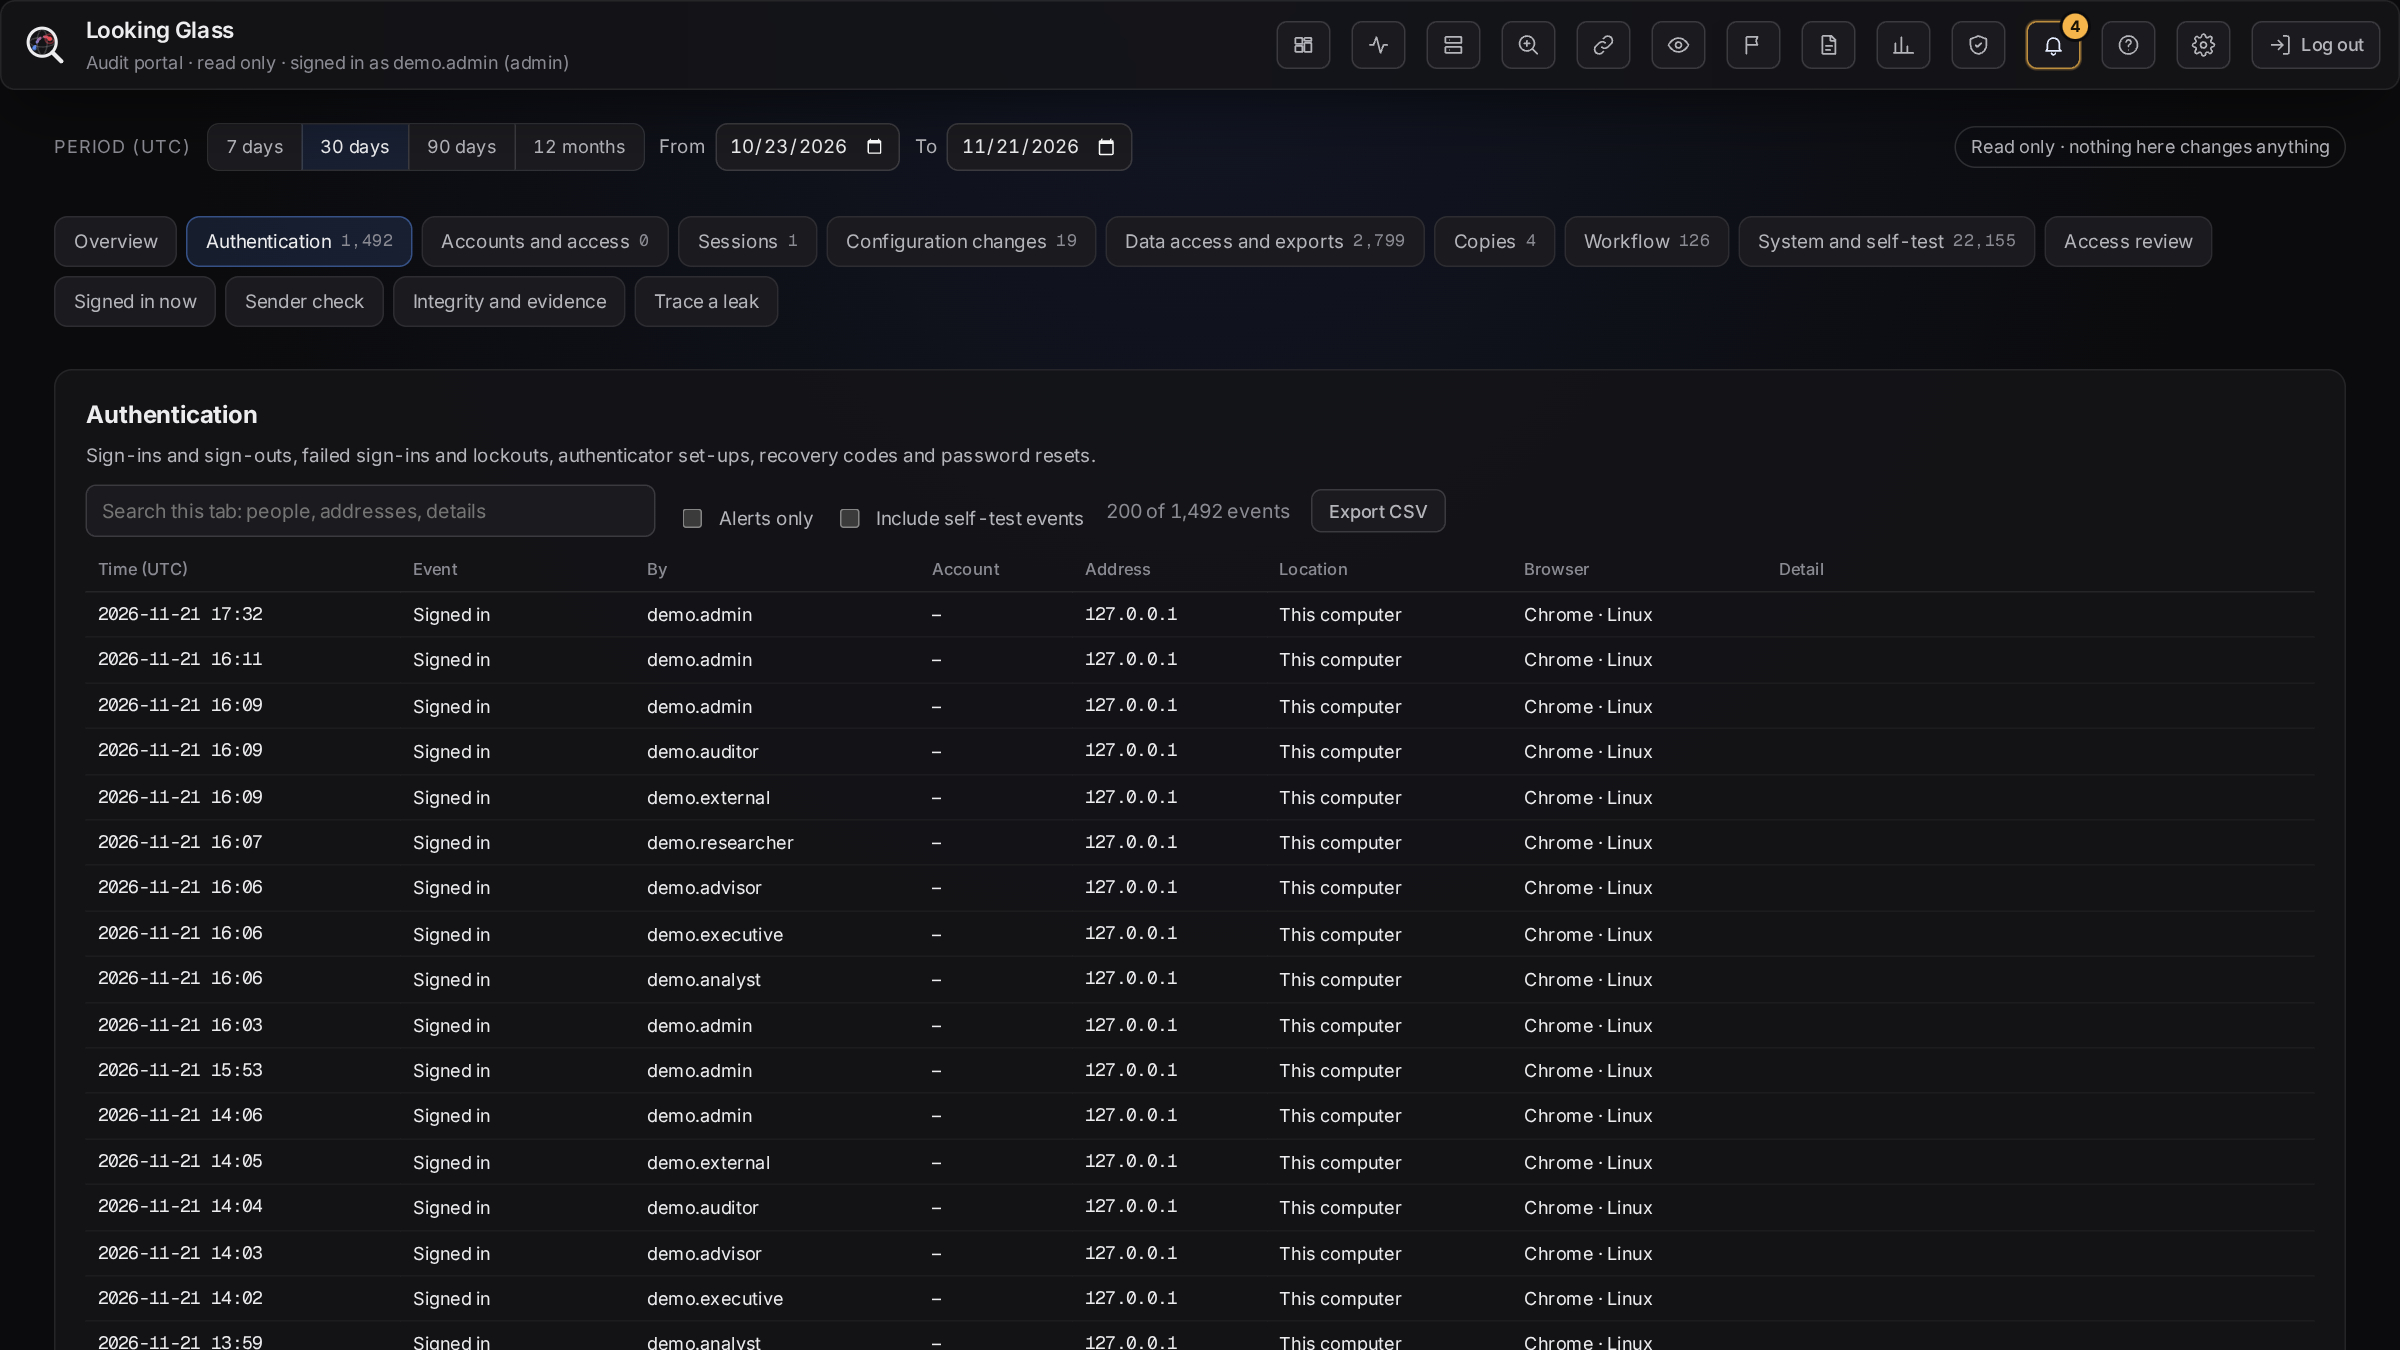 Looking Glass
Audit portal · read only · signed in as demo.admin (admin)
4
Log out
PERIOD (UTC) 7 days 30 days 90 days 12 months From 10/23/2026 To 11/21/2026 Read only · nothing here changes anything
Overview Authentication 1,492 Accounts and access 0 Sessions 1 Configuration changes 19 Data access and exports 2,799 Copies 4 Workflow 126 System and self-test 22,155 Access review
Signed in now Sender check Integrity and evidence Trace a leak
Authentication
Sign-ins and sign-outs, failed sign-ins and lockouts, authenticator set-ups, recovery codes and password resets.
Search this tab: people, addresses, details Alerts only Include self-test events 200 of 1,492 events Export CSV
Time (UTC) Event By Account Address Location Browser Detail
2026-11-21 17:32 Signed in demo.admin – 127.0.0.1 This computer Chrome · Linux
2026-11-21 16:11 Signed in demo.admin – 127.0.0.1 This computer Chrome · Linux
2026-11-21 16:09 Signed in demo.admin – 127.0.0.1 This computer Chrome · Linux
2026-11-21 16:09 Signed in demo.auditor – 127.0.0.1 This computer Chrome · Linux
2026-11-21 16:09 Signed in demo.external – 127.0.0.1 This computer Chrome · Linux
2026-11-21 16:07 Signed in demo.researcher – 127.0.0.1 This computer Chrome · Linux
2026-11-21 16:06 Signed in demo.advisor – 127.0.0.1 This computer Chrome · Linux
2026-11-21 16:06 Signed in demo.executive – 127.0.0.1 This computer Chrome · Linux
2026-11-21 16:06 Signed in demo.analyst – 127.0.0.1 This computer Chrome · Linux
2026-11-21 16:03 Signed in demo.admin – 127.0.0.1 This computer Chrome · Linux
2026-11-21 15:53 Signed in demo.admin – 127.0.0.1 This computer Chrome · Linux
2026-11-21 14:06 Signed in demo.admin – 127.0.0.1 This computer Chrome · Linux
2026-11-21 14:05 Signed in demo.external – 127.0.0.1 This computer Chrome · Linux
2026-11-21 14:04 Signed in demo.auditor – 127.0.0.1 This computer Chrome · Linux
2026-11-21 14:03 Signed in demo.advisor – 127.0.0.1 This computer Chrome · Linux
2026-11-21 14:02 Signed in demo.executive – 127.0.0.1 This computer Chrome · Linux
2026-11-21 13:59 Signed in demo.analyst – 127.0.0.1 This computer Chrome · Linux